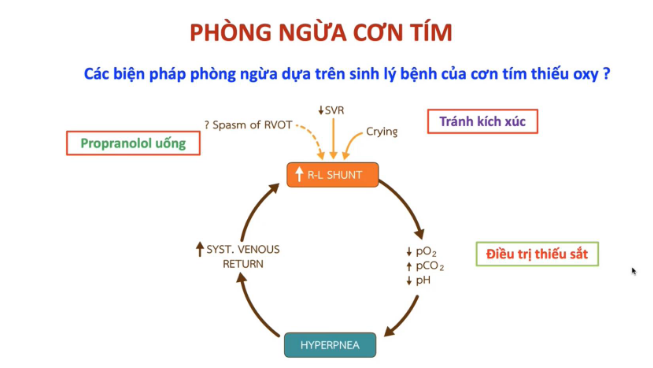 PHÒNG NGỪA CƠN TÍM
Các biện pháp phòng ngừa dựa trên sinh lý bệnh của cơn tím thiếu oxy ?
↓SVR
? Spasm of RVOT
Crying
Tránh kích xúc
Propranolol uống
↑ R-L SHUNT
↑ SYST. VENOUS
RETURN
↓ pO₂
↑ pCO₂
↓ pH
Điều trị thiếu sắt
HYPERPNEA